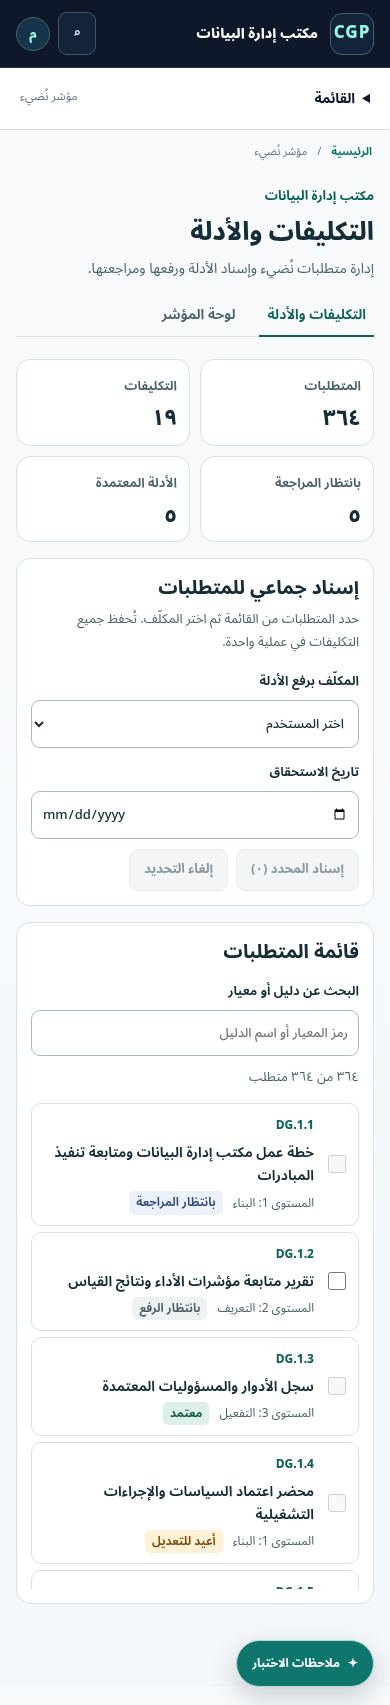 CGP
مكتب إدارة البيانات
م
القائمة
مؤشر نُضيء
الرئيسية / مؤشر نُضيء
مكتب إدارة البيانات
التكليفات والأدلة
إدارة متطلبات نُضيء وإسناد الأدلة ورفعها ومراجعتها.
التكليفات والأدلة
لوحة المؤشر
المتطلبات
٣٦٤
التكليفات
١٩
بانتظار المراجعة
٥
الأدلة المعتمدة
٥
إسناد جماعي للمتطلبات
حدد المتطلبات من القائمة ثم اختر المكلّف. تُحفظ جميع
التكليفات في عملية واحدة.
المكلّف برفع الأدلة
اختر المستخدم
تاريخ الاستحقاق
mm/dd/yyyy
إسناد المحدد (٠)
إلغاء التحديد
قائمة المتطلبات
البحث عن دليل أو معيار
رمز المعيار أو اسم الدليل
٣٦٤ من ٣٦٤ متطلب
DG.1.1
خطة عمل مكتب إدارة البيانات ومتابعة تنفيذ
المبادرات
المستوى 1: البناء بانتظار المراجعة
DG.1.2
تقرير متابعة مؤشرات الأداء ونتائج القياس
المستوى 2: التعريف بانتظار الرفع
DG.1.3
سجل الأدوار والمسؤوليات المعتمدة
المستوى 3: التفعيل معتمد
DG.1.4
محضر اعتماد السياسات والإجراءات
التشغيلية
المستوى 1: البناء أعيد للتعديل
ملاحظات الاختبار